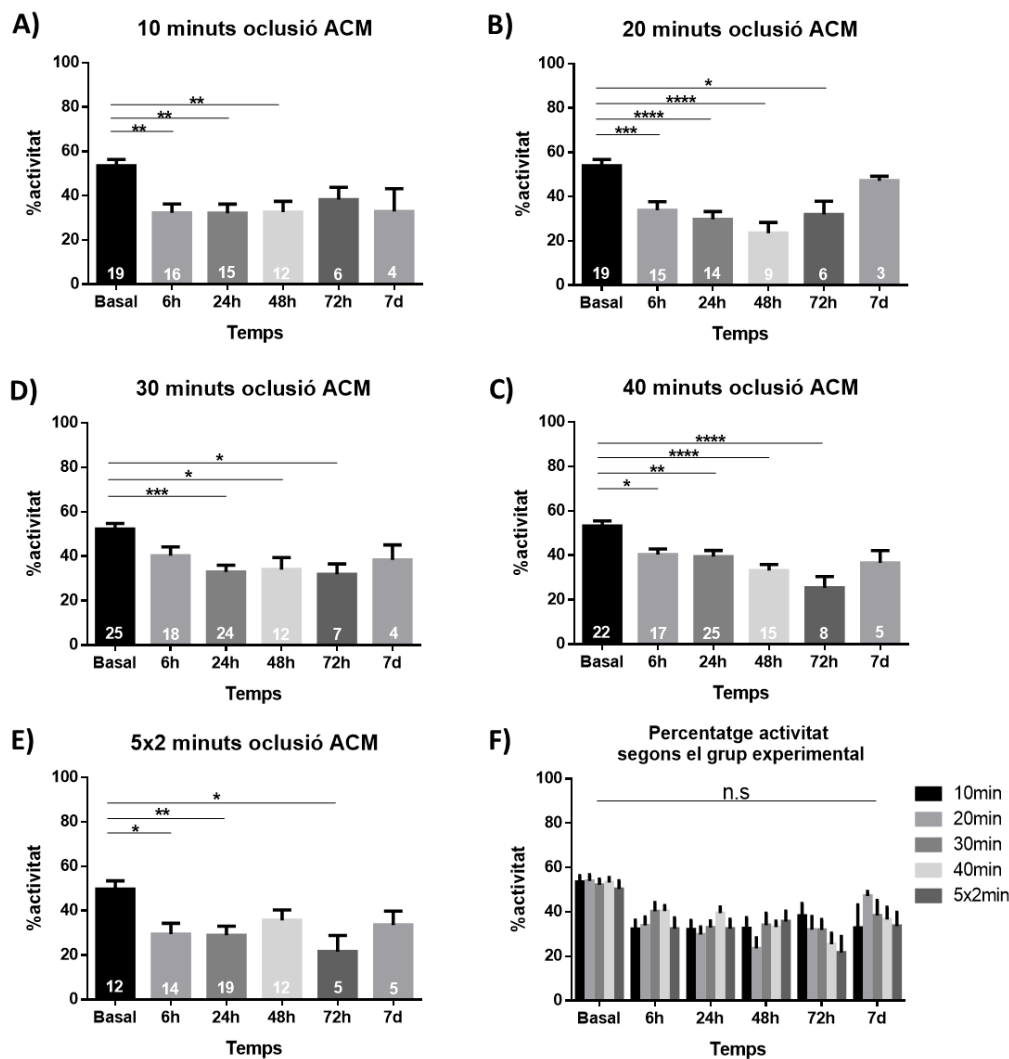 A)
10 minuts oclusió ACM
100
80
60
40
20
0
%activitat
**
**
**
19 16 15 12 6 4
Basal 6h 24h 48h 72h 7d
Temps
B)
20 minuts oclusió ACM
100
80
60
40
20
0
%activitat
*
****
****
***
19 15 14 9 6 3
Basal 6h 24h 48h 72h 7d
Temps
D)
30 minuts oclusió ACM
100
80
60
40
20
0
%activitat
*
*
***
25 18 24 12 7 4
Basal 6h 24h 48h 72h 7d
Temps
C)
40 minuts oclusió ACM
100
80
60
40
20
0
%activitat
****
****
**
*
22 17 25 15 8 5
Basal 6h 24h 48h 72h 7d
Temps
E)
5x2 minuts oclusió ACM
100
80
60
40
20
0
%activitat
*
**
*
12 14 19 12 5 5
Basal 6h 24h 48h 72h 7d
Temps
F)
Percentatge activitat
segons el grup experimental
100
80
60
40
20
0
%activitat
n.s
Basal 6h 24h 48h 72h 7d
Temps
10min
20min
30min
40min
5x2min